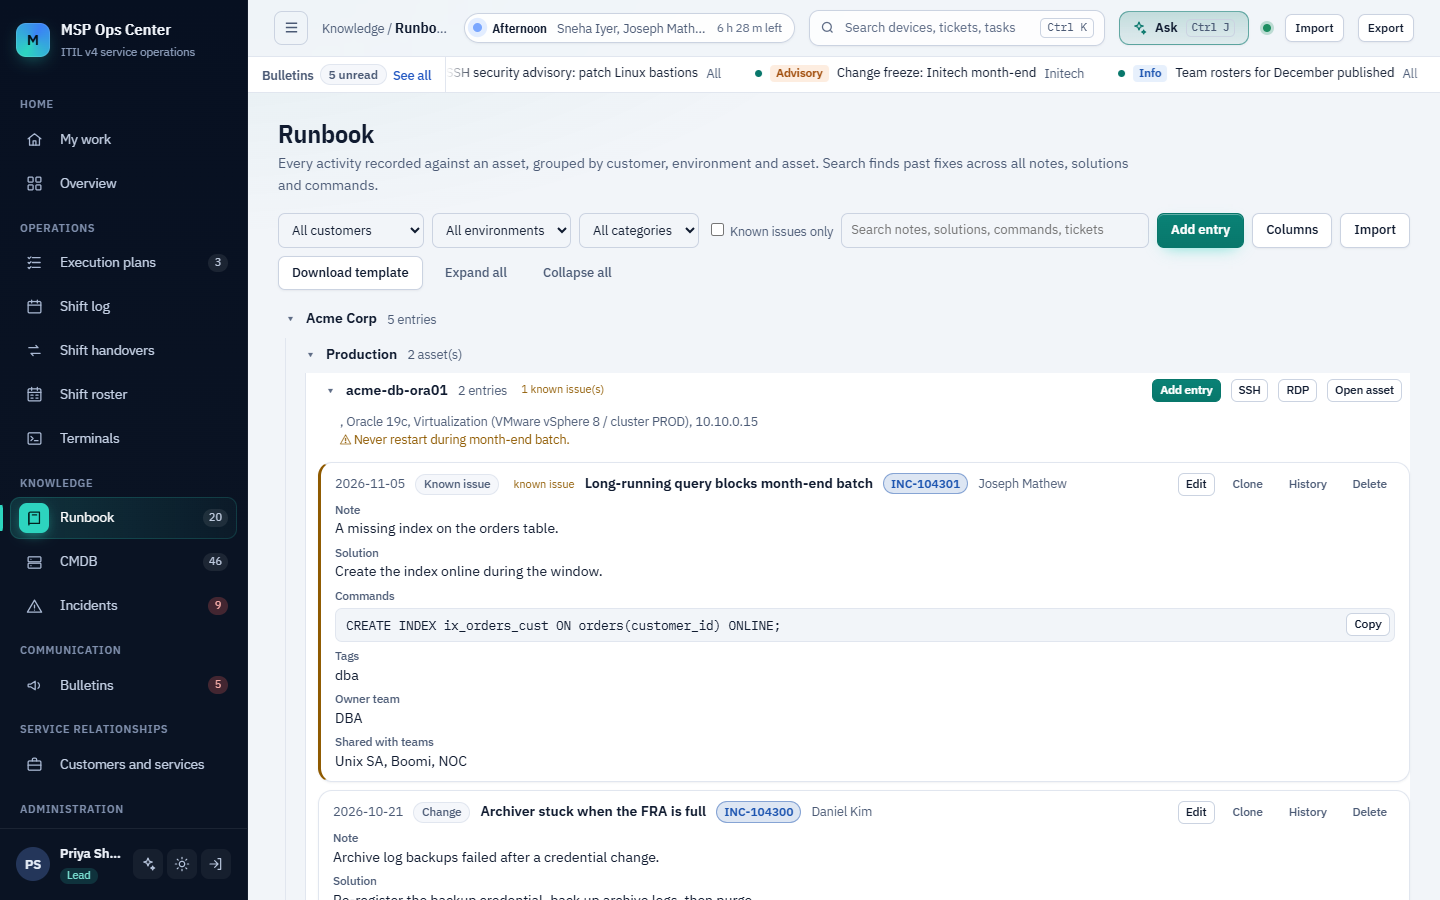 MSP Ops Center
ITIL v4 service operations
HOME
My work
Overview
OPERATIONS
Execution plans 3
Shift log
Shift handovers
Shift roster
Terminals
KNOWLEDGE
Runbook 20
CMDB 46
Incidents 9
COMMUNICATION
Bulletins 5
SERVICE RELATIONSHIPS
Customers and services
ADMINISTRATION
PS Priya Sh...
Lead
Knowledge / Runbo...
Afternoon Sneha Iyer, Joseph Math... 6 h 28 m left
Search devices, tickets, tasks Ctrl K
Ask Ctrl J
Import
Export
Bulletins 5 unread See all
SSH security advisory: patch Linux bastions All
Advisory Change freeze: Initech month-end Initech
Info Team rosters for December published All
Runbook
Every activity recorded against an asset, grouped by customer, environment and asset. Search finds past fixes across all notes, solutions
and commands.
All customers All environments All categories Known issues only Search notes, solutions, commands, tickets Add entry Columns Import
Download template Expand all Collapse all
Acme Corp 5 entries
Production 2 asset(s)
acme-db-ora01 2 entries 1 known issue(s) Add entry SSH RDP Open asset
, Oracle 19c, Virtualization (VMware vSphere 8 / cluster PROD), 10.10.0.15
⚠ Never restart during month-end batch.
2026-11-05 Known issue known issue Long-running query blocks month-end batch INC-104301 Joseph Mathew Edit Clone History Delete
Note
A missing index on the orders table.
Solution
Create the index online during the window.
Commands
CREATE INDEX ix_orders_cust ON orders(customer_id) ONLINE; Copy
Tags
dba
Owner team
DBA
Shared with teams
Unix SA, Boomi, NOC
2026-10-21 Change Archiver stuck when the FRA is full INC-104300 Daniel Kim Edit Clone History Delete
Note
Archive log backups failed after a credential change.
Solution
Re-register the backup credential, back up archive logs, then purge.